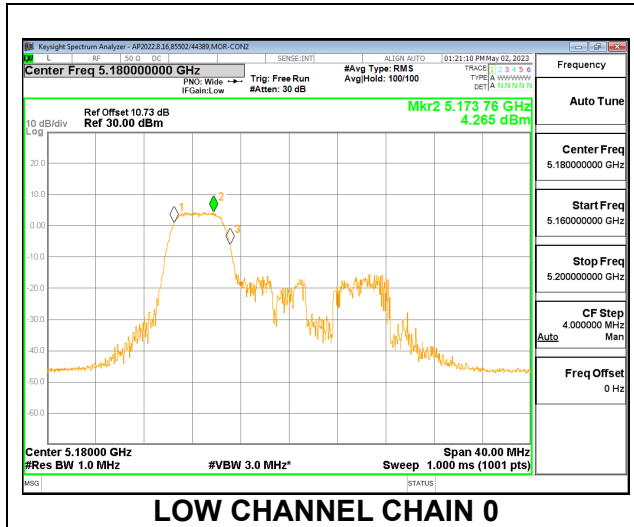 Keysight Spectrum Analyzer - AP2022.8.16,85502/44389,MOR-CON2
L RF 50 Ω DC SENSE:INT ALIGN AUTO 01:21:10 PM May 02, 2023
Center Freq 5.180000000 GHz #Avg Type: RMS TRACE 1 2 3 4 5 6
PNO: Wide Trig: Free Run Avg|Hold: 100/100 TYPE A WWWWW
IFGain:Low #Atten: 30 dB DET A N N N N N
Frequency
Auto Tune
Center Freq
5.180000000 GHz
Start Freq
5.160000000 GHz
Stop Freq
5.200000000 GHz
CF Step
4.000000 MHz
Auto Man
Freq Offset
0 Hz
Mkr2 5.173 76 GHz
4.265 dBm
Ref Offset 10.73 dB
10 dB/div Ref 30.00 dBm
Log
20.0
10.0
0.00
-10.0
-20.0
-30.0
-40.0
-50.0
-60.0
1
2
3
Center 5.18000 GHz Span 40.00 MHz
#Res BW 1.0 MHz #VBW 3.0 MHz* Sweep 1.000 ms (1001 pts)
MSG STATUS
LOW CHANNEL CHAIN 0